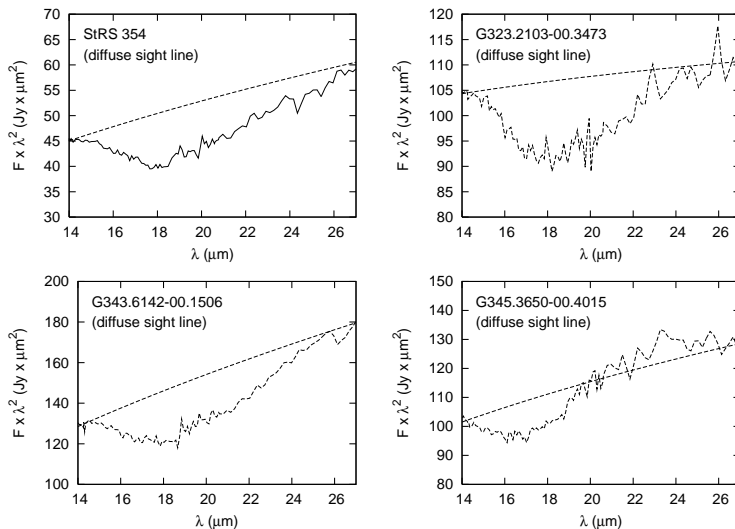 StRS 354
(diffuse sight line)
F x λ² (Jy x μm²)
70
65
60
55
50
45
40
35
30
14 16 18 20 22 24 26
λ (μm)
G323.2103-00.3473
(diffuse sight line)
F x λ² (Jy x μm²)
120
115
110
105
100
95
90
85
80
14 16 18 20 22 24 26
λ (μm)
G343.6142-00.1506
(diffuse sight line)
F x λ² (Jy x μm²)
200
180
160
140
120
100
14 16 18 20 22 24 26
λ (μm)
G345.3650-00.4015
(diffuse sight line)
F x λ² (Jy x μm²)
150
140
130
120
110
100
90
80
14 16 18 20 22 24 26
λ (μm)